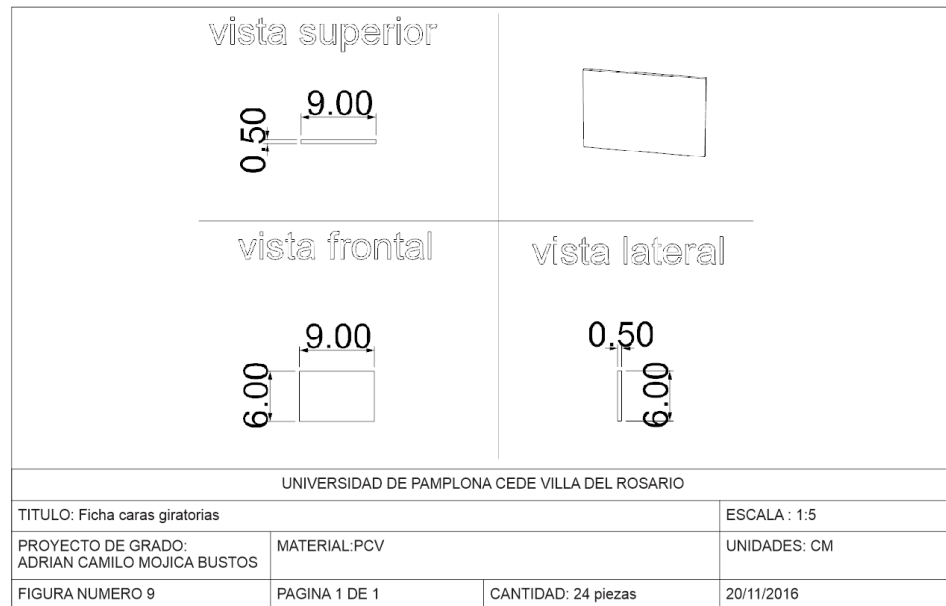 vista superior
9.00
0.50
vista frontal
vista lateral
9.00
6.00
0.50
6.00
UNIVERSIDAD DE PAMPLONA CEDE VILLA DEL ROSARIO
TITULO: Ficha caras giratorias
ESCALA : 1:5
PROYECTO DE GRADO:
ADRIAN CAMILO MOJICA BUSTOS
MATERIAL:PCV
UNIDADES: CM
FIGURA NUMERO 9
PAGINA 1 DE 1
CANTIDAD: 24 piezas
20/11/2016